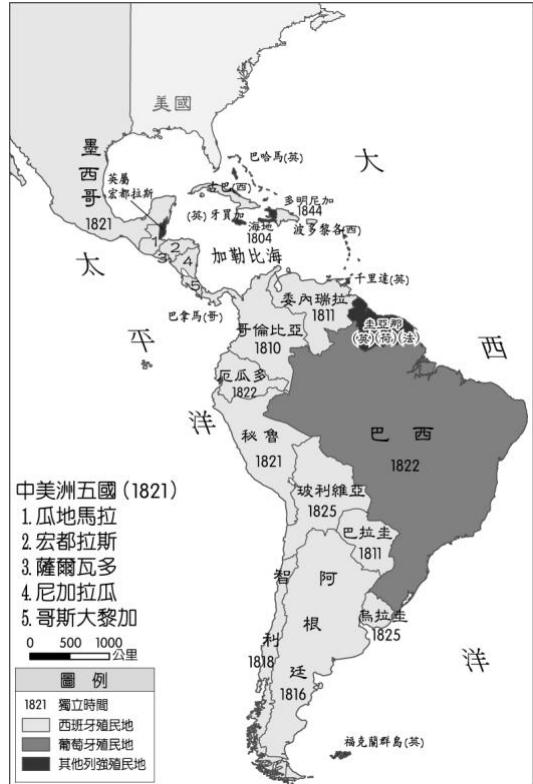 美國
墨西哥
1821
英屬
宏都拉斯
巴哈馬(英)
古巴(西)
(英)牙買加
海地
1804
多明尼加
1844
波多黎各(西)
大
西
洋
太
平
洋
加勒比海
1
2
3
4
5
巴拿馬(哥)
千里達(英)
委內瑞拉
1811
圭亞那
(英)(荷)(法)
哥倫比亞
1810
厄瓜多
1822
秘魯
1821
巴西
1822
玻利維亞
1825
巴拉圭
1811
智利
1818
阿根廷
1816
烏拉圭
1825
福克蘭群島(英)
中美洲五國(1821)
1.瓜地馬拉
2.宏都拉斯
3.薩爾瓦多
4.尼加拉瓜
5.哥斯大黎加
0 500 1000
公里
圖例
1821 獨立時間
西班牙殖民地
葡萄牙殖民地
其他列強殖民地